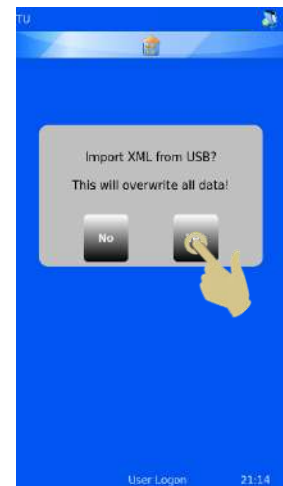 TU
Import XML from USB?
This will overwrite all data!
No
User Logon 21:14